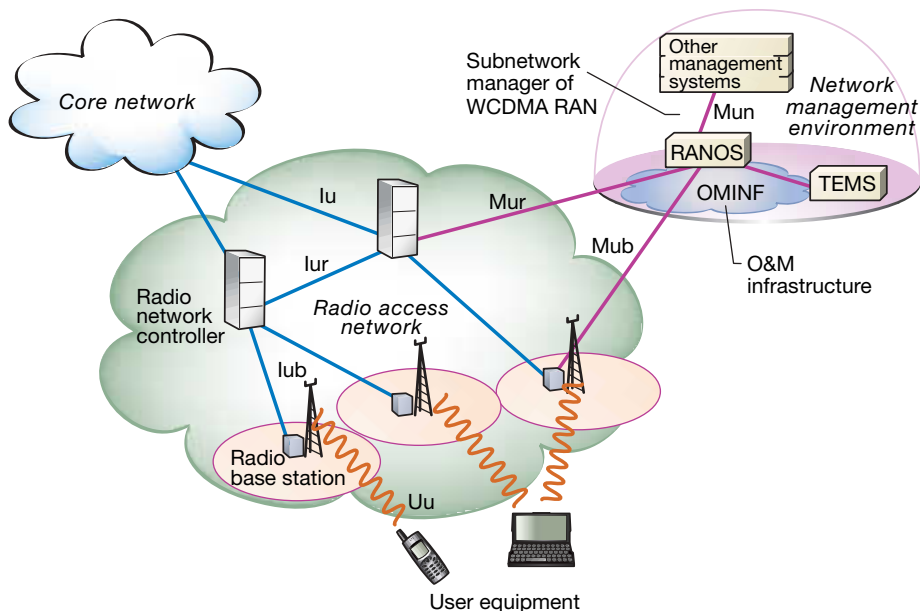 Core network
Subnetwork
manager of
WCDMA RAN
Other
management
systems
Network
management
environment
Mun
RANOS
TEMS
OMINF
O&M
infrastructure
Iu
Mur
Mub
Iur
Radio
network
controller
Radio access
network
Iub
Radio
base station
Uu
User equipment